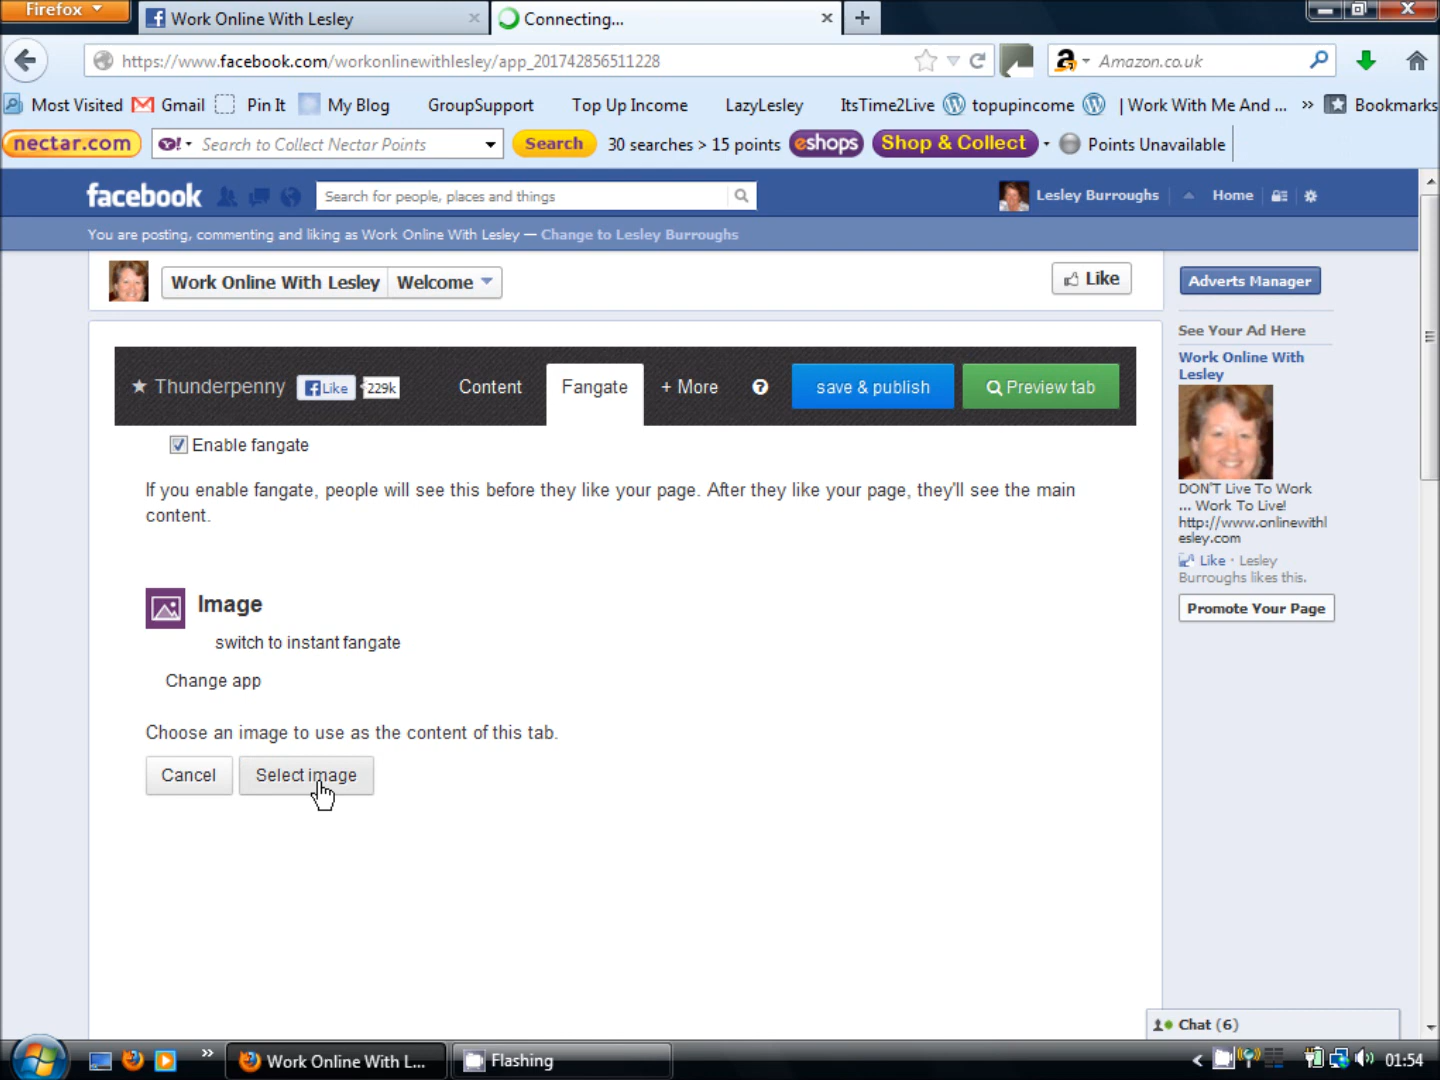 Firefox
Work Online With Lesley
Connecting...
https://www.facebook.com/workonlinewithlesley/app_201742856511228
Amazon.co.uk
Most Visited Gmail Pin It My Blog GroupSupport Top Up Income LazyLesley ItsTime2Live topupincome | Work With Me And ... » Bookmarks
nectar.com Search to Collect Nectar Points Search 30 searches > 15 points eshops Shop & Collect Points Unavailable
facebook Search for people, places and things Lesley Burroughs Home
You are posting, commenting and liking as Work Online With Lesley — Change to Lesley Burroughs
Work Online With Lesley Welcome Like
Adverts Manager
See Your Ad Here
Work Online With
Lesley
DON'T Live To Work
... Work To Live!
http://www.onlinewithl
esley.com
Like · Lesley
Burroughs likes this.
Promote Your Page
Thunderpenny Like 229k Content Fangate + More ? save & publish Preview tab
Enable fangate
If you enable fangate, people will see this before they like your page. After they like your page, they'll see the main
content.
Image
switch to instant fangate
Change app
Choose an image to use as the content of this tab.
Cancel Select image
Chat (6)
» Work Online With L... Flashing < 01:54